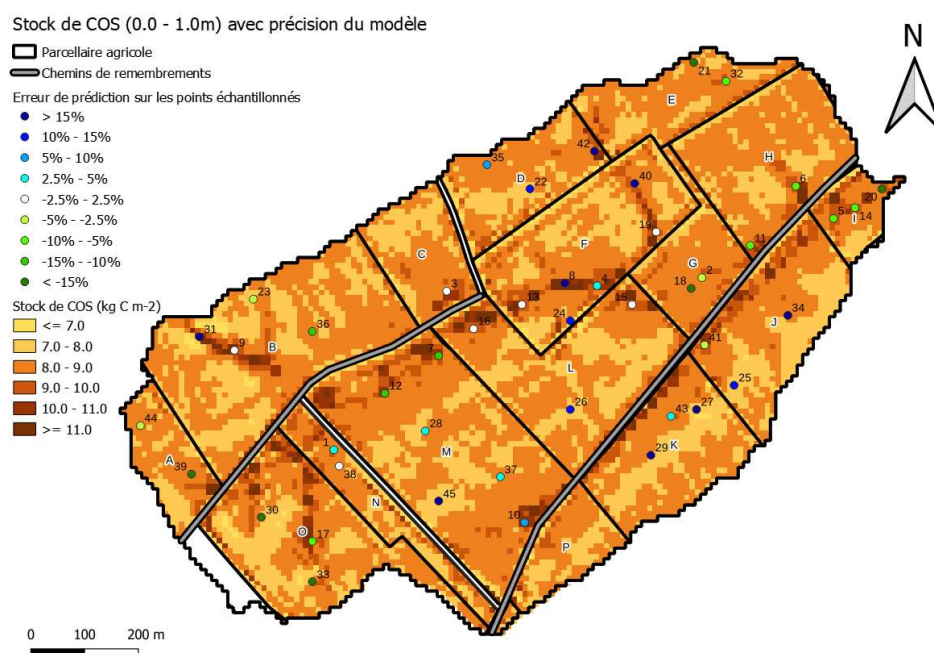 Stock de COS (0.0 - 1.0m) avec précision du modèle
Parcellaire agricole
Chemins de remembrements
Erreur de prédiction sur les points échantillonnés
> 15%
10% - 15%
5% - 10%
2.5% - 5%
-2.5% - 2.5%
-5% - -2.5%
-10% - -5%
-15% - -10%
< -15%
Stock de COS (kg C m-2)
<= 7.0
7.0 - 8.0
8.0 - 9.0
9.0 - 10.0
10.0 - 11.0
>= 11.0
N
21
32
E
42
35
D
22
40
H
6
20
5
14
I
19
11
F
C
G
2
18
3
8
4
13
15
23
16
24
34
J
31
9
B
36
7
41
L
12
25
26
27
43
44
28
K
A
39
1
38
M
29
37
N
45
30
10
O
17
P
33
0 100 200 m